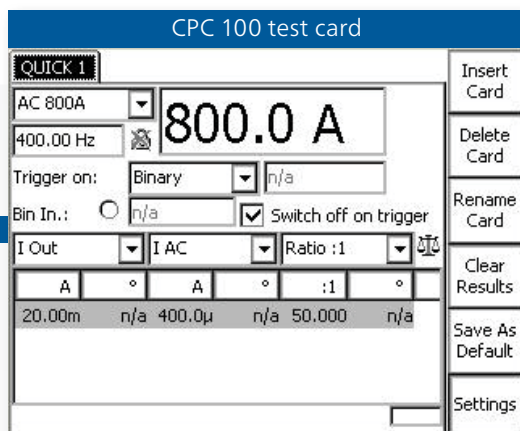 CPC 100 test card
QUICK 1
AC 800A
800.0 A
400.00 Hz
Trigger on: Binary n/a
Bin In.: n/a Switch off on trigger
I Out I AC Ratio :1
A ° A ° :1 °
20.00m n/a 400.0µ n/a 50.000 n/a
Insert
Card
Delete
Card
Rename
Card
Clear
Results
Save As
Default
Settings